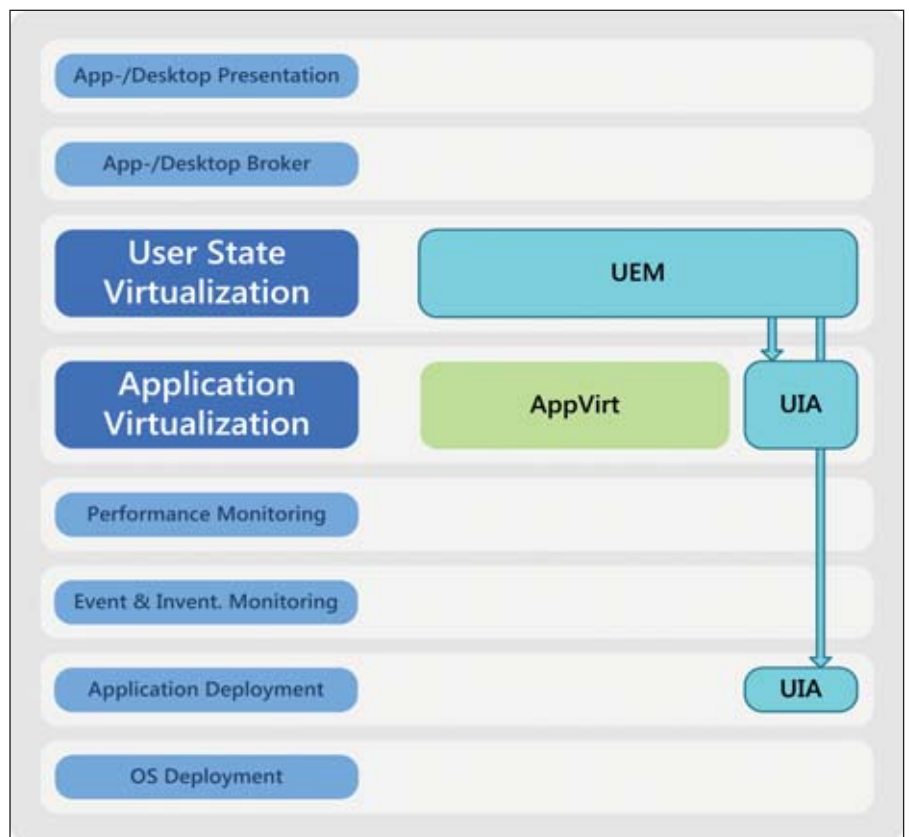 App-/Desktop Presentation
App-/Desktop Broker
User State
Virtualization
UEM
Application
Virtualization
AppVirt
UIA
Performance Monitoring
Event & Invent. Monitoring
Application Deployment
UIA
OS Deployment